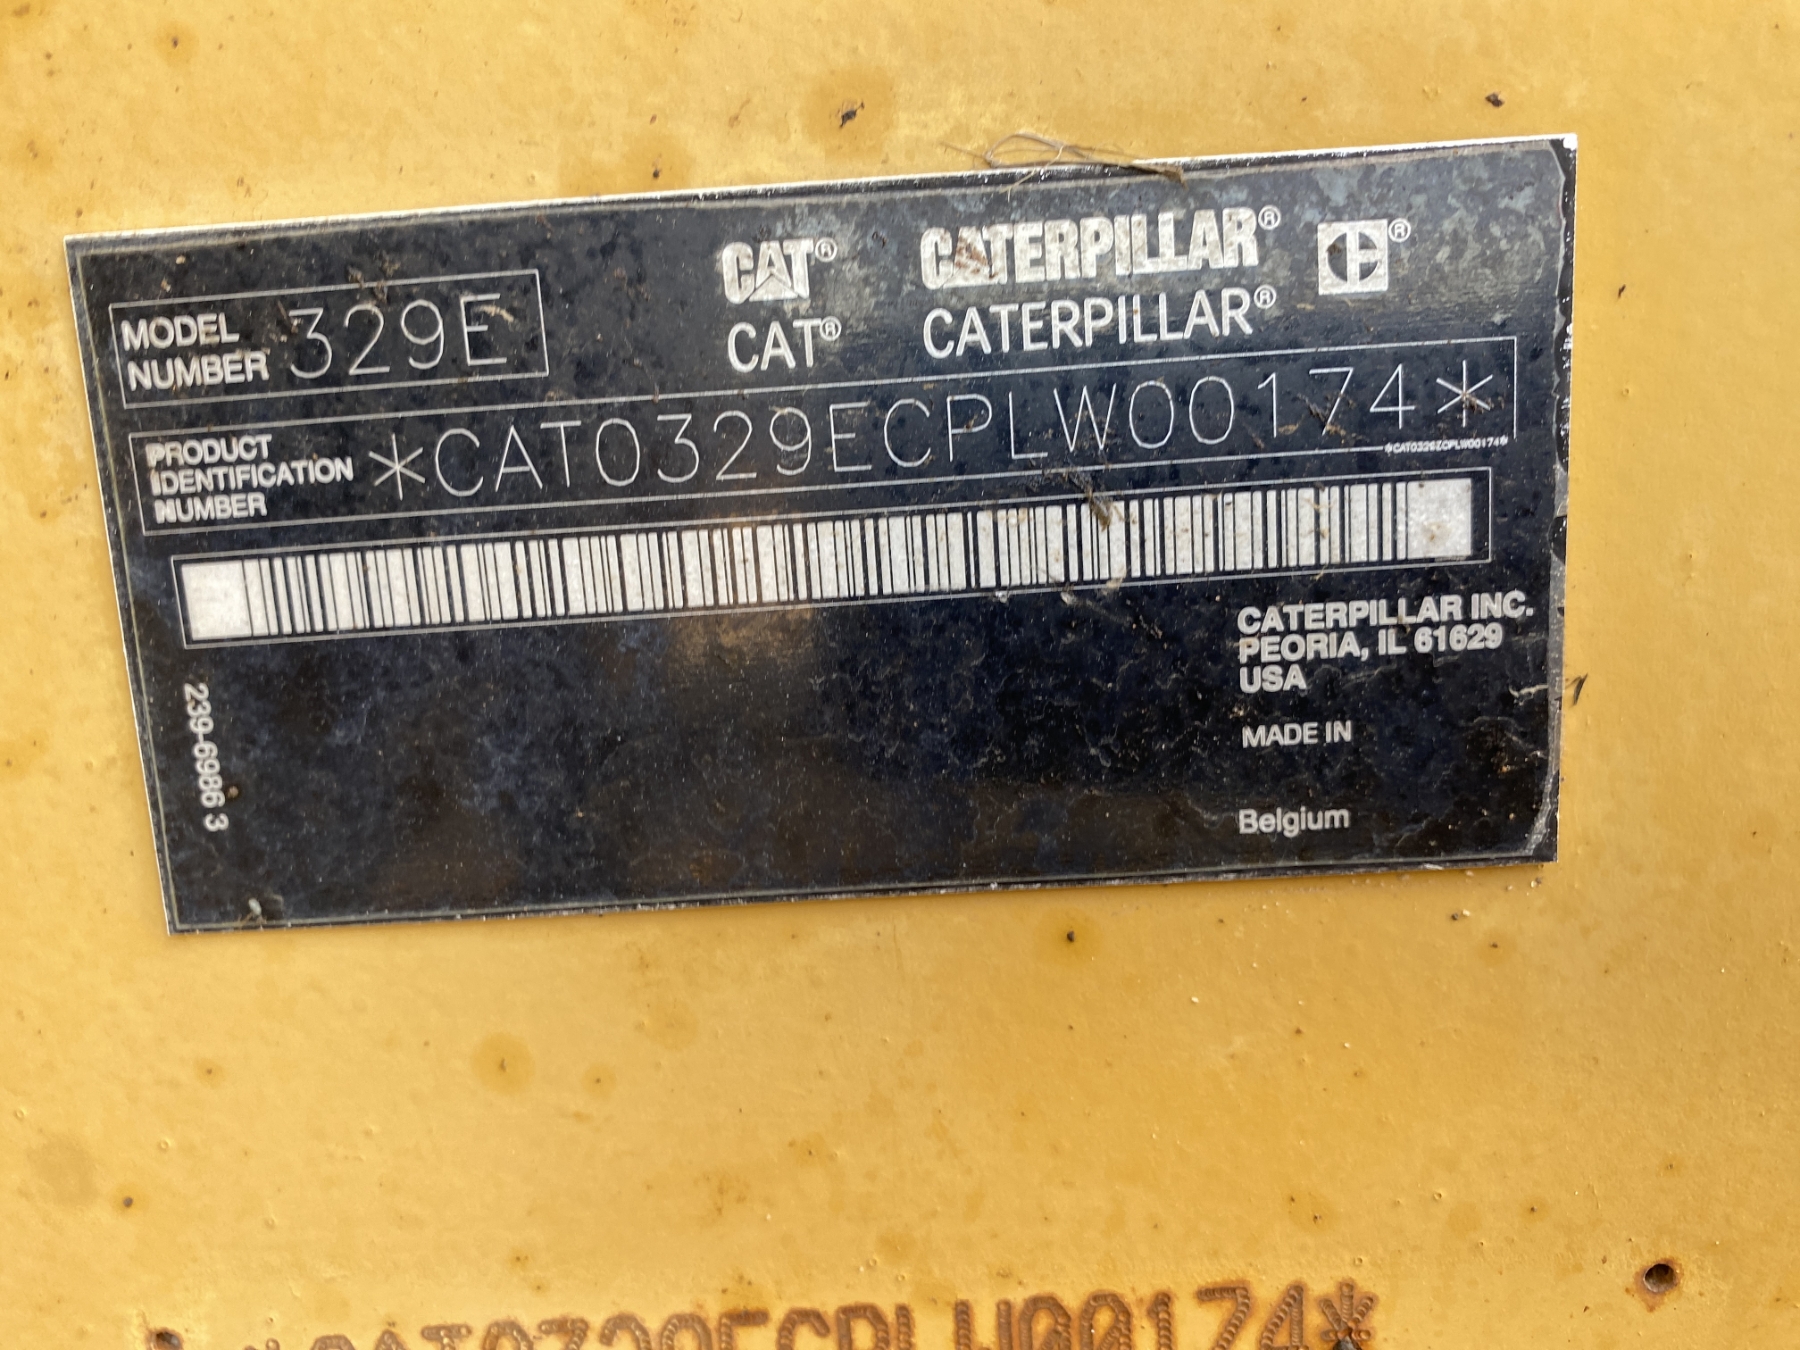 CAT® CATERPILLAR®
CAT® CATERPILLAR®
MODEL
NUMBER 329E
PRODUCT
IDENTIFICATION
NUMBER *CAT0329ECPLW00174*
CATERPILLAR INC.
PEORIA, IL 61629
USA
MADE IN
Belgium
239-6986 3
*CAT0329ECPLW00174*